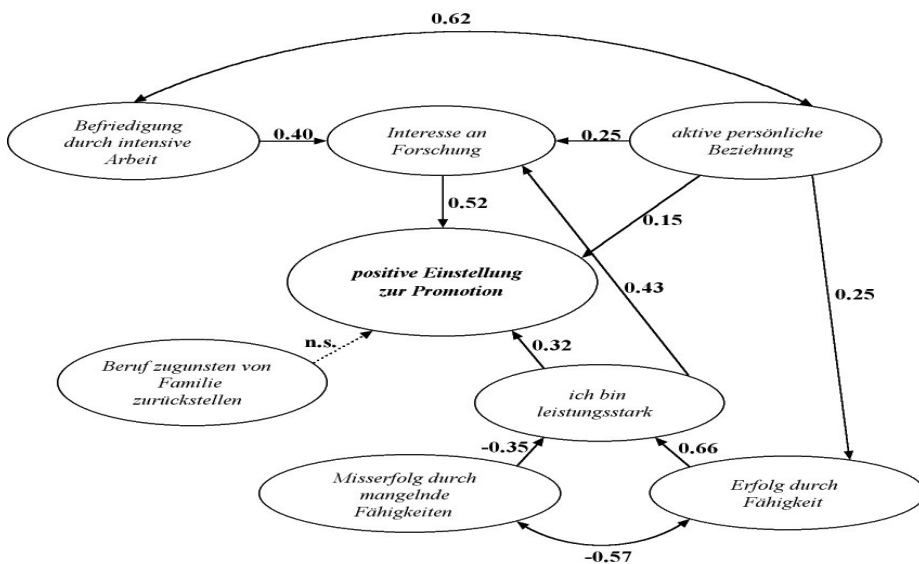 0.62
Befriedigung
durch intensive
Arbeit
0.40
Interesse an
Forschung
0.25
aktive persönliche
Beziehung
0.52
0.15
positive Einstellung
zur Promotion
0.43
0.25
n.s.
Beruf zugunsten von
Familie
zurückstellen
0.32
ich bin
leistungsstark
-0.35
0.66
Misserfolg durch
mangelnde
Fähigkeiten
Erfolg durch
Fähigkeit
-0.57